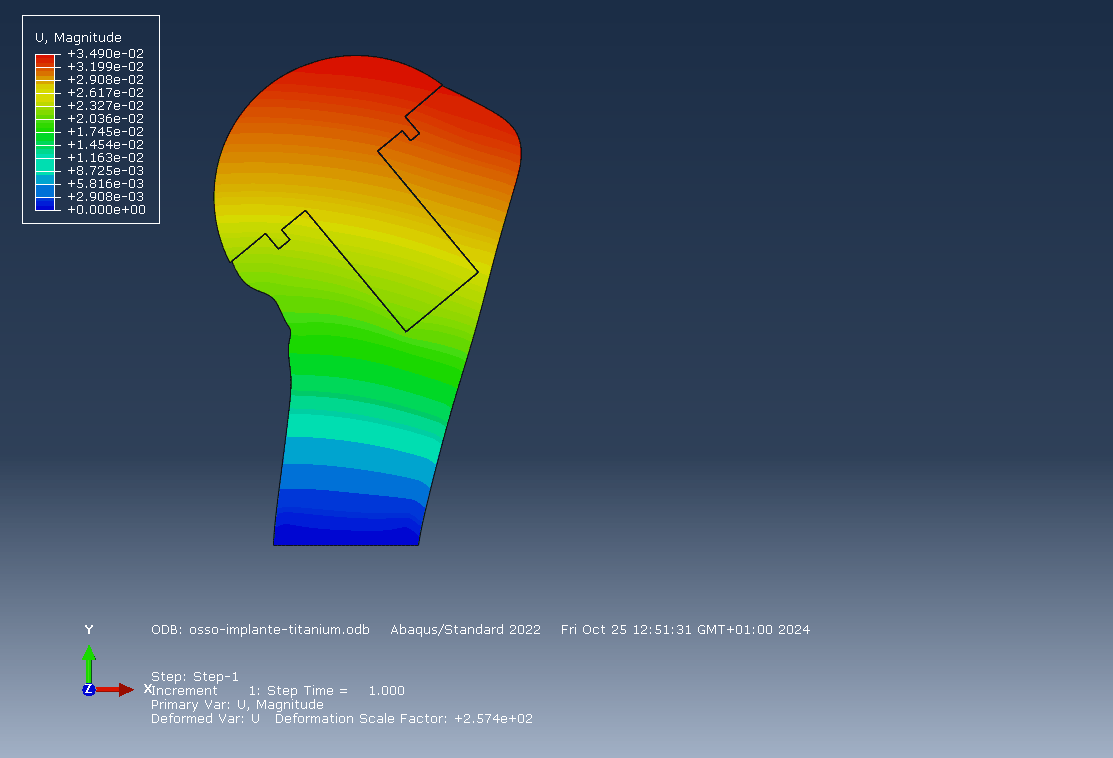 U, Magnitude
+3.490e-02
+3.199e-02
+2.908e-02
+2.617e-02
+2.327e-02
+2.036e-02
+1.745e-02
+1.454e-02
+1.163e-02
+8.725e-03
+5.816e-03
+2.908e-03
+0.000e+00
Y
Z
X
ODB: osso-implante-titanium.odb Abaqus/Standard 2022 Fri Oct 25 12:51:31 GMT+01:00 2024
Step: Step-1
Increment 1: Step Time = 1.000
Primary Var: U, Magnitude
Deformed Var: U Deformation Scale Factor: +2.574e+02